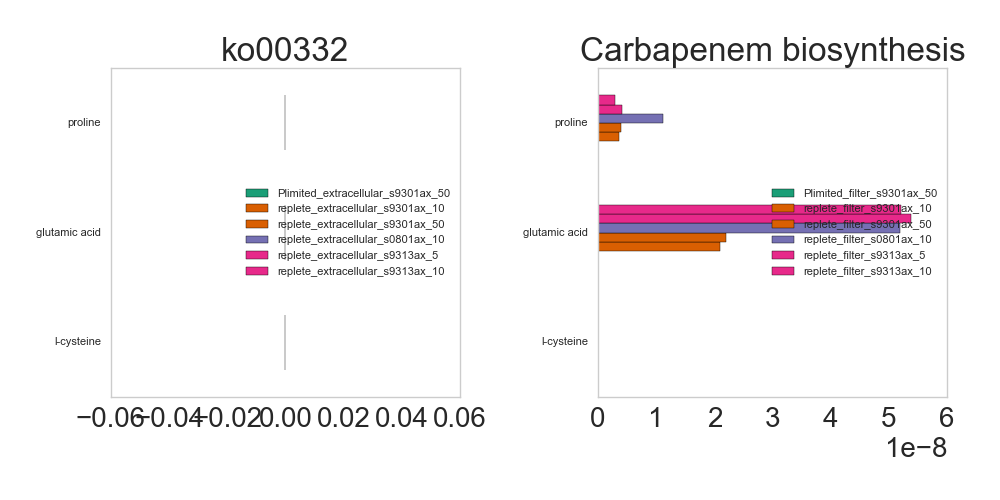 ko00332
proline
glutamic acid
l-cysteine
Plimited_extracellular_s9301ax_50
replete_extracellular_s9301ax_10
replete_extracellular_s9301ax_50
replete_extracellular_s0801ax_10
replete_extracellular_s9313ax_5
replete_extracellular_s9313ax_10
−0.06 −0.04 −0.02 0.00 0.02 0.04 0.06
Carbapenem biosynthesis
proline
glutamic acid
l-cysteine
Plimited_filter_s9301ax_50
replete_filter_s9301ax_10
replete_filter_s9301ax_50
replete_filter_s0801ax_10
replete_filter_s9313ax_5
replete_filter_s9313ax_10
0 1 2 3 4 5 6
1e−8